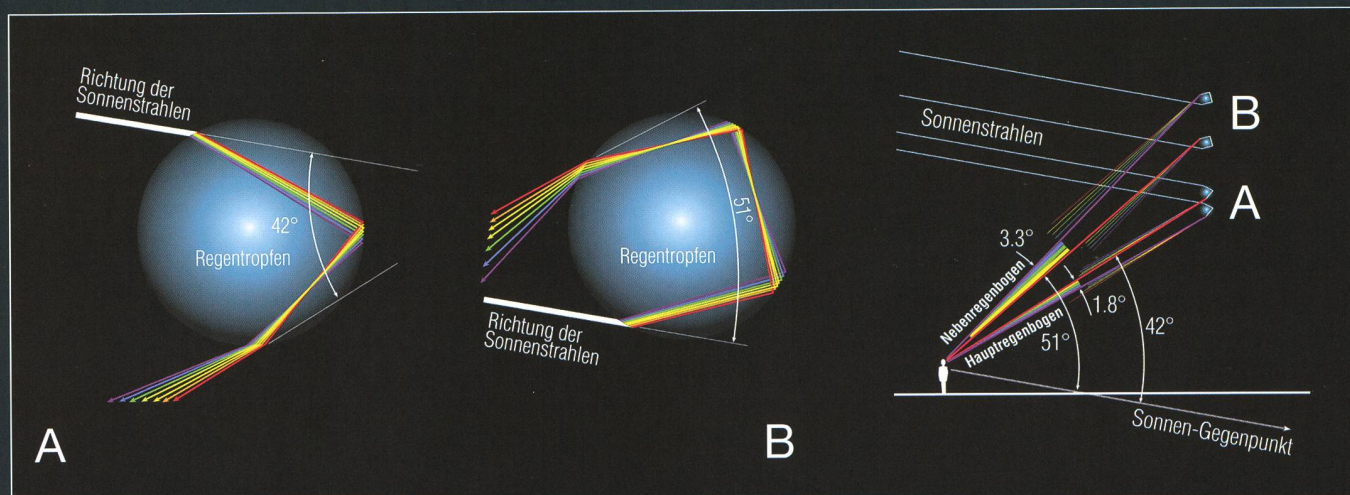 Richtung der
Sonnenstrahlen
42°
Regentropfen
A
51°
Regentropfen
Richtung der
Sonnenstrahlen
B
Sonnenstrahlen
B
A
3.3°
Nebenregenbogen
Hauptregenbogen
1.8°
51°
42°
Sonnen-Gegenpunkt